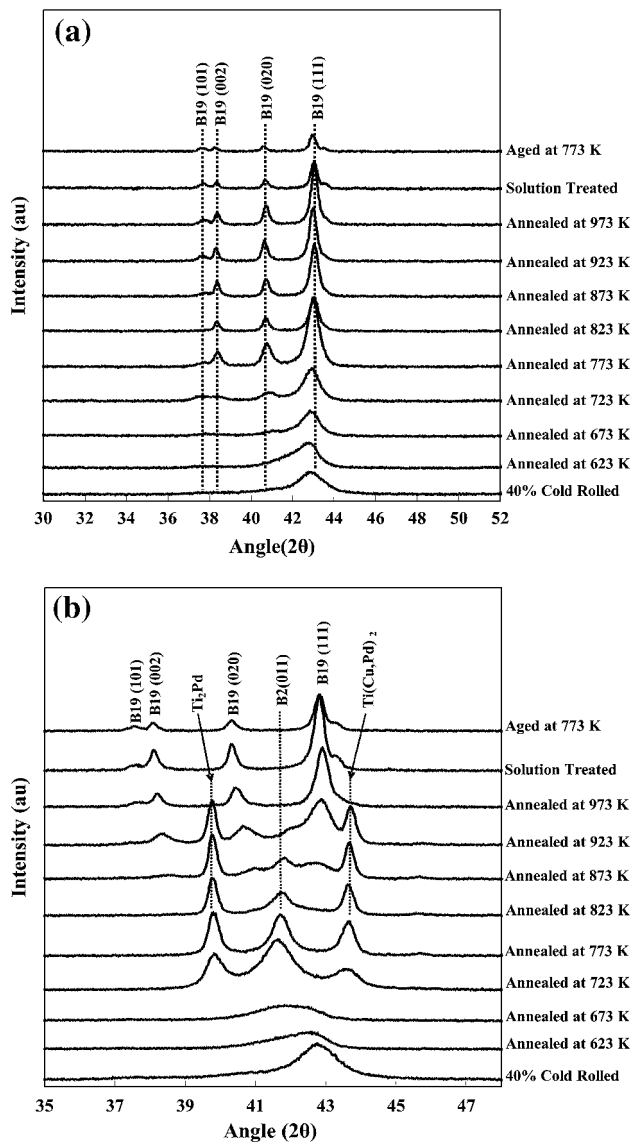 (a)
B19 (101)
B19 (002)
B19 (020)
B19 (111)
Aged at 773 K
Solution Treated
Annealed at 973 K
Annealed at 923 K
Annealed at 873 K
Annealed at 823 K
Annealed at 773 K
Annealed at 723 K
Annealed at 673 K
Annealed at 623 K
40% Cold Rolled
Intensity (au)
30 32 34 36 38 40 42 44 46 48 50 52
Angle(2θ)
(b)
B19 (101)
B19 (002)
Ti2Pd
B19 (020)
B2(011)
B19 (111)
Ti(Cu,Pd) 2
Aged at 773 K
Solution Treated
Annealed at 973 K
Annealed at 923 K
Annealed at 873 K
Annealed at 823 K
Annealed at 773 K
Annealed at 723 K
Annealed at 673 K
Annealed at 623 K
40% Cold Rolled
Intensity (au)
35 37 39 41 43 45 47
Angle (2θ)